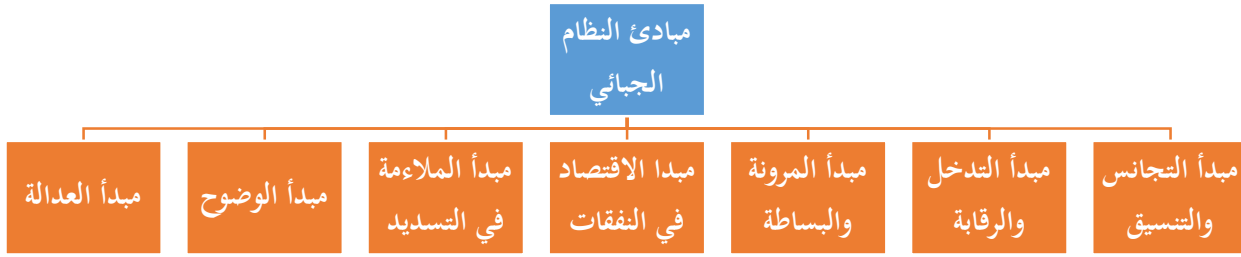 مبادئ النظام
الجبائي
مبدأ التجانس
والتنسيق
مبدأ التدخل
والرقابة
مبدأ المرونة
والبساطة
مبدا الاقتصاد
في النفقات
مبدأ الملاءمة
في التسديد
مبدأ الوضوح
مبدأ العدالة